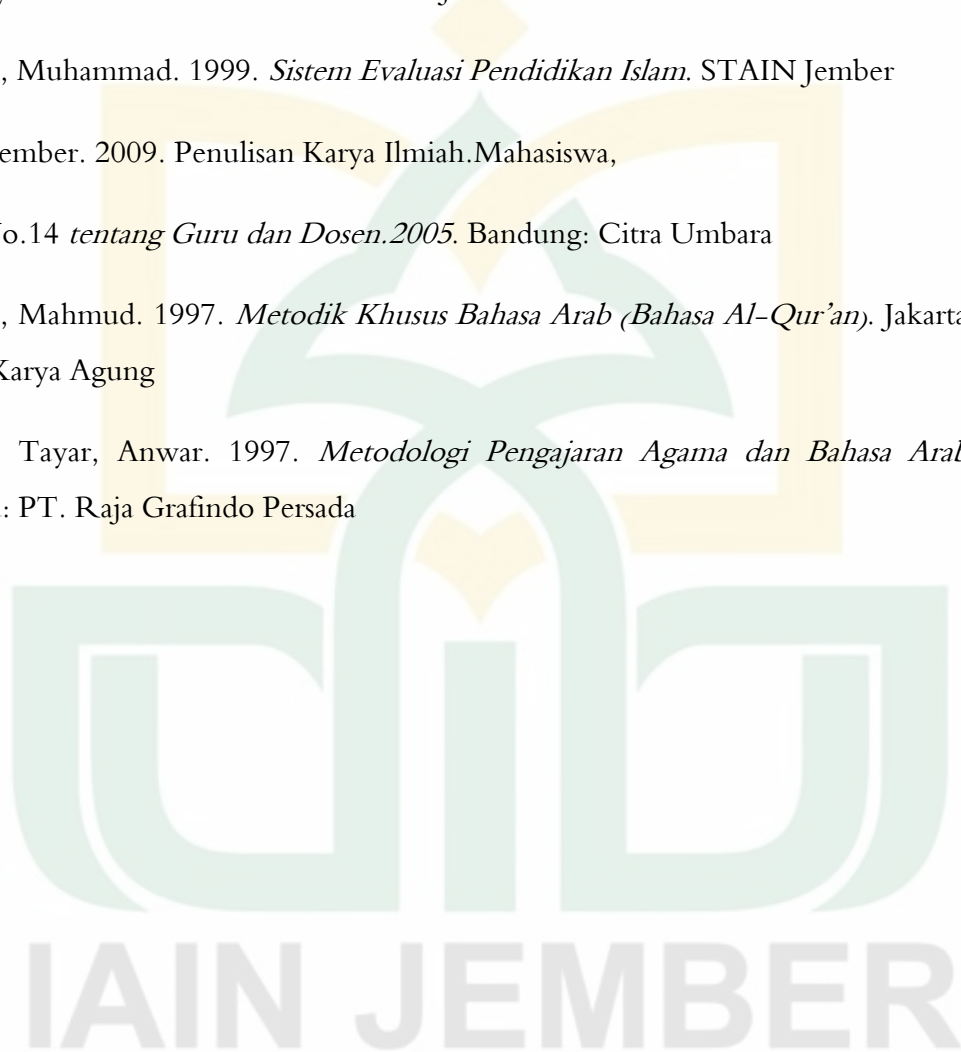 , Muhammad. 1999. Sistem Evaluasi Pendidikan Islam. STAIN Jember
ember. 2009. Penulisan Karya Ilmiah.Mahasiswa,
o.14 tentang Guru dan Dosen.2005. Bandung: Citra Umbara
, Mahmud. 1997. Metodik Khusus Bahasa Arab (Bahasa Al-Qur'an). Jakarta
Karya Agung
Tayar, Anwar. 1997. Metodologi Pengajaran Agama dan Bahasa Arab
: PT. Raja Grafindo Persada
IAIN JEMBER